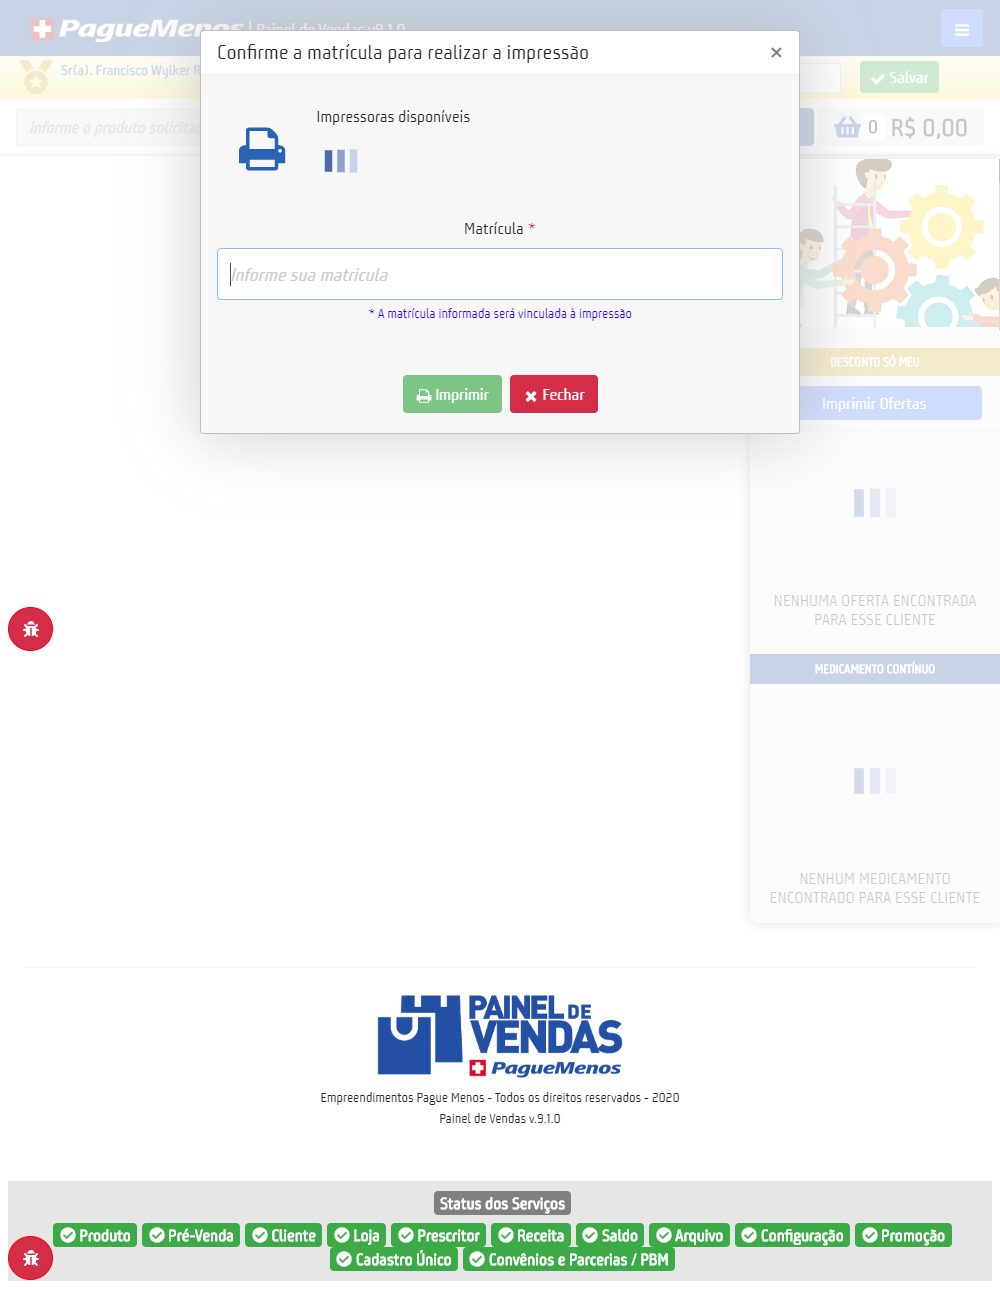 PagueMenos | Painel de Vendas v9.1.0
Confirme a matrícula para realizar a impressão ×
Sr(a). Francisco Wylker
Salvar
Informe o produto solicitad
0 R$ 0,00
Impressoras disponíveis
Matrícula *
Informe sua matricula
* A matrícula informada será vinculada à impressão
Imprimir Fechar
DESCONTO SÓ MEU
Imprimir Ofertas
NENHUMA OFERTA ENCONTRADA
PARA ESSE CLIENTE
MEDICAMENTO CONTÍNUO
NENHUM MEDICAMENTO
ENCONTRADO PARA ESSE CLIENTE
PAINEL DE
VENDAS
PagueMenos
Empreendimentos Pague Menos - Todos os direitos reservados - 2020
Painel de Vendas v.9.1.0
Status dos Serviços
Produto Pré-Venda Cliente Loja Prescritor Receita Saldo Arquivo Configuração Promoção
Cadastro Único Convênios e Parcerias / PBM